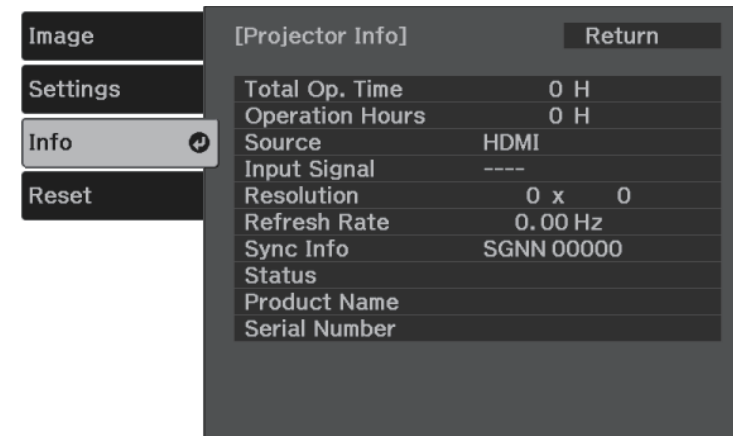 Image
Settings
Info
Reset
[Projector Info] Return
Total Op. Time 0 H
Operation Hours 0 H
Source HDMI
Input Signal ----
Resolution 0 x 0
Refresh Rate 0.00 Hz
Sync Info SGNN 00000
Status
Product Name
Serial Number